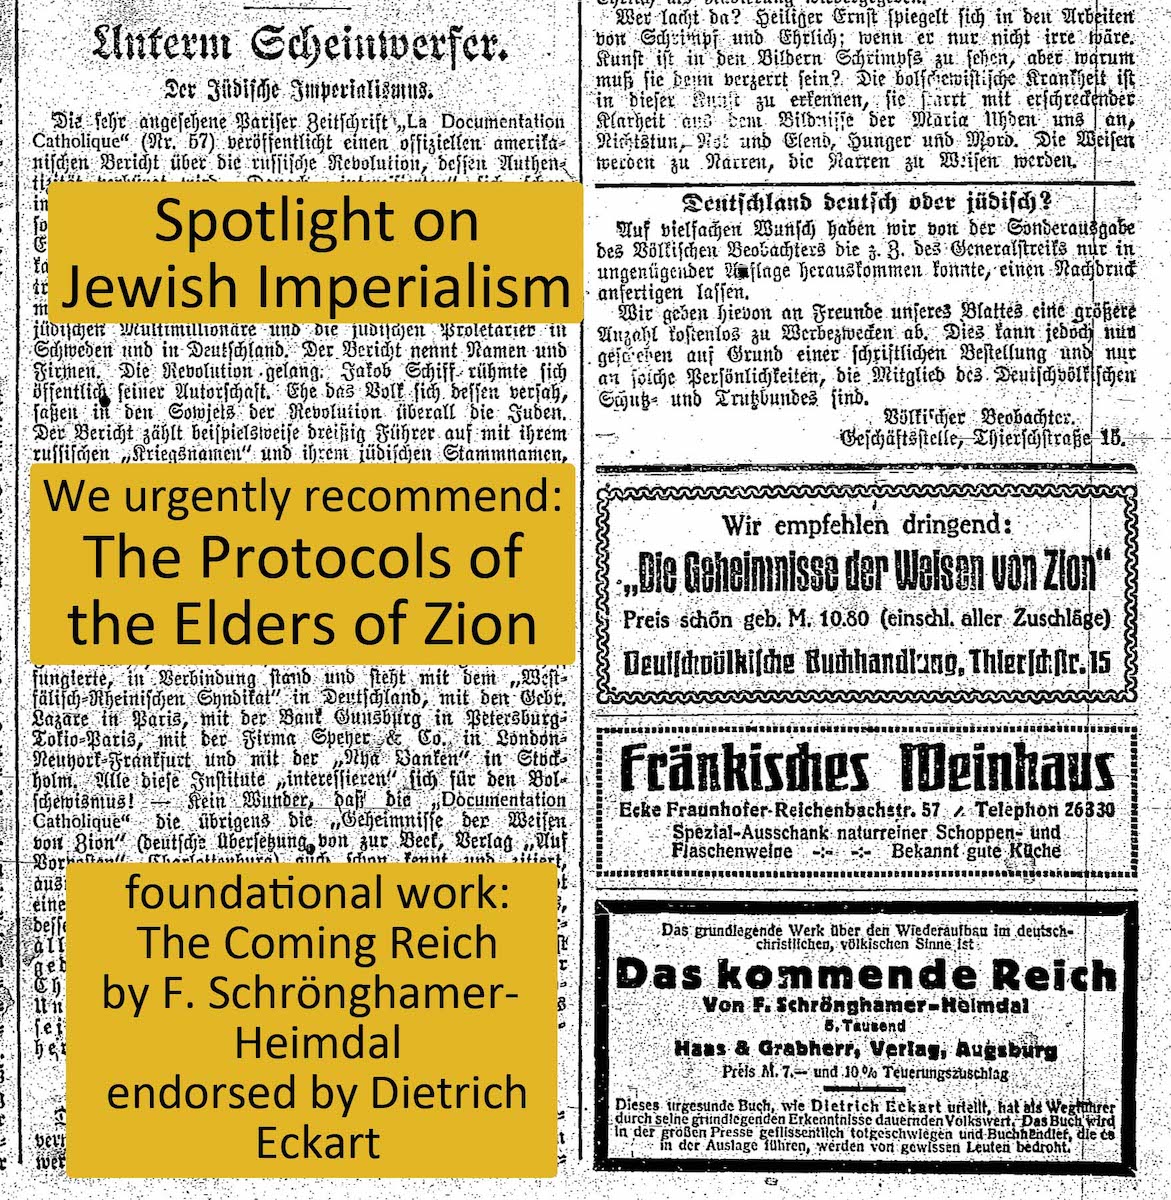 Unterm Scheinwerfer.
Der Jüdische Imperialismus.
Die sehr angesehene Pariser Zeitschrift „La Documentation
Catholique“ (Nr. 57) veröffentlicht einen offiziellen amerika-
nischen Bericht über die russische Revolution, dessen Authen-
Spotlight on
Jewish Imperialism
jüdischen Multimillionäre und die jüdischen Proletarier in
Schweden und in Deutschland. Der Bericht nennt Namen und
Firmen. Die Revolution gelang. Jakob Schiff rühmte sich
öffentlich seiner Autorschaft. Ehe das Volk sich dessen versah,
saßen in den Sowjets der Revolution überall die Juden.
Der Bericht zählt beispielsweise dreißig Führer auf mit ihrem
russischen „Kriegsnamen“ und ihrem jüdischen Stammnamen,
We urgently recommend:
The Protocols of
the Elders of Zion
fungierte, in Verbindung stand und steht mit dem „West-
fälisch-Rheinischen Syndikat“ in Deutschland, mit den Gebr.
Lazare in Paris, mit der Bank Gunsburg in Petersburg-
Tokio-Paris, mit der Firma Speyer & Co. in London-
Neuyork-Frankfurt und mit der „Nya Banken“ in Stock-
holm. Alle diese Institute „interessieren“ sich für den Bol-
schewismus! — Kein Wunder, daß die „Documentation
Catholique“ die übrigens die „Geheimnisse der Weisen
von Zion“ (deutsche Übersetzung von zur Beek, Verlag „Auf
Vorposten“, Charlottenburg) auch schon kennt und zitiert,
foundational work:
The Coming Reich
by F. Schrönghamer-
Heimdal
endorsed by Dietrich
Eckart
Wer lacht da? Heiliger Ernst spiegelt sich in den Arbeiten
von Schrimpf und Ehrlich; wenn er nur nicht irre wäre.
Kunst ist in den Bildern Schrimpfs zu sehen, aber warum
muß sie denn verzerrt sein? Die bolschewistische Krankheit ist
in dieser Kunst zu erkennen, sie starrt mit erschreckender
Klarheit aus dem Bildnisse der Maria Uhden uns an,
Nichtstun, Not und Elend, Hunger und Mord. Die Weisen
werden zu Narren, die Narren zu Weisen werden.
Deutschland deutsch oder jüdisch?
Auf vielfachen Wunsch haben wir von der Sonderausgabe
des Völkischen Beobachters die z. Z. des Generalstreiks nur in
ungenügender Auflage herauskommen konnte, einen Nachdruck
anfertigen lassen.
Wir geben hievon an Freunde unseres Blattes eine größere
Anzahl kostenlos zu Werbezwecken ab. Dies kann jedoch nur
geschehen auf Grund einer schriftlichen Bestellung und nur
an solche Persönlichkeiten, die Mitglied des Deutschvölkischen
Schutz- und Trutzbundes sind.
Völkischer Beobachter.
Geschäftsstelle, Thierschstraße 15.
Wir empfehlen dringend:
„Die Geheimnisse der Weisen von Zion“
Preis schön geb. M. 10.80 (einschl. aller Zuschläge)
Deutschvölkische Buchhandlung, Thierschstr. 15
Fränkisches Weinhaus
Ecke Fraunhofer-Reichenbachstr. 57 / Telephon 26330
Spezial-Ausschank naturreiner Schoppen- und
Flaschenweine -:- -:- Bekannt gute Küche
Das grundlegende Werk über den Wiederaufbau im deutsch-
christlichen, völkischen Sinne ist
Das kommende Reich
Von F. Schrönghamer-Heimdal
5. Tausend
Haas & Grabherr, Verlag, Augsburg
Preis M. 7.— und 10% Teuerungszuschlag
Dieses urgesunde Buch, wie Dietrich Eckart urteilt, hat als Wegführer
durch seine grundlegenden Erkenntnisse dauernden Volkswert. Das Buch wird
in der großen Presse geflissentlich totgeschwiegen und Buchhändler, die es
in der Auslage führen, werden von gewissen Leuten bedroht.